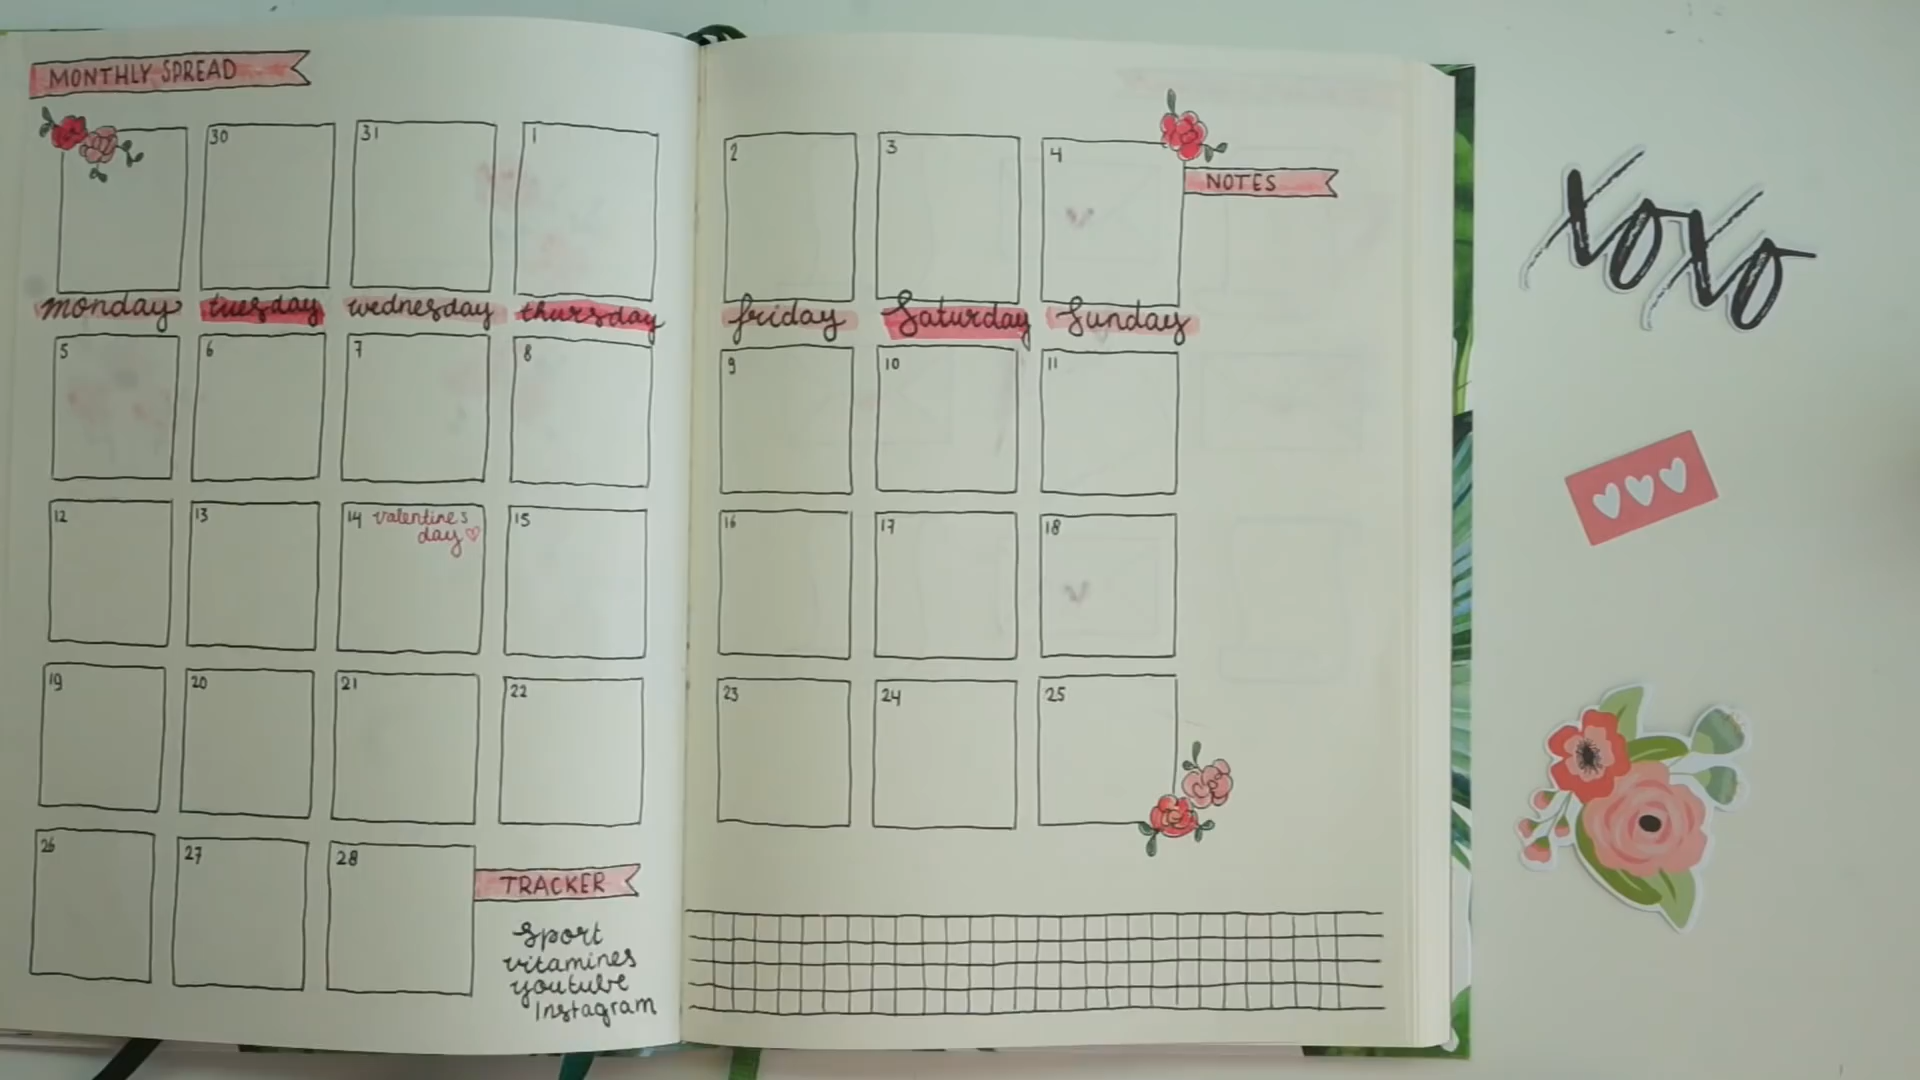 MONTHLY SPREAD
30
31
1
2
3
4
NOTES
monday
tuesday
wednesday
thursday
friday
Saturday
Sunday
5
6
7
8
9
10
11
12
13
14 valentine's
day
15
16
17
18
19
20
21
22
23
24
25
26
27
28
TRACKER
Sport
vitamines
youtube
Instagram
xoxo